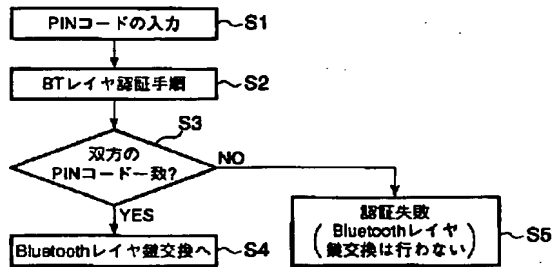 PINコードの入力 S1
BTレイヤ認証手順 S2
S3
双方の
PINコード一致?
NO
YES
Bluetoothレイヤ鍵交換へ S4
認証失敗
(Bluetoothレイヤ
鍵交換は行わない) S5